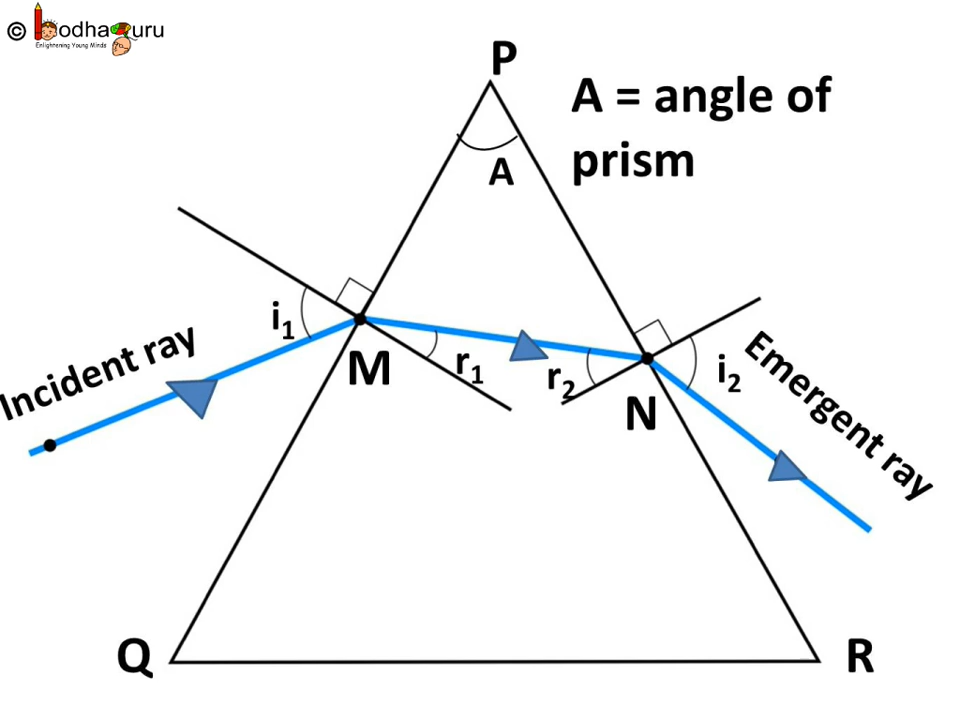 © BodhaGuru
Enlightening Young Minds
P
A = angle of
prism
A
i₁
Incident ray
M
r₁
r₂
N
i₂
Emergent ray
Q
R